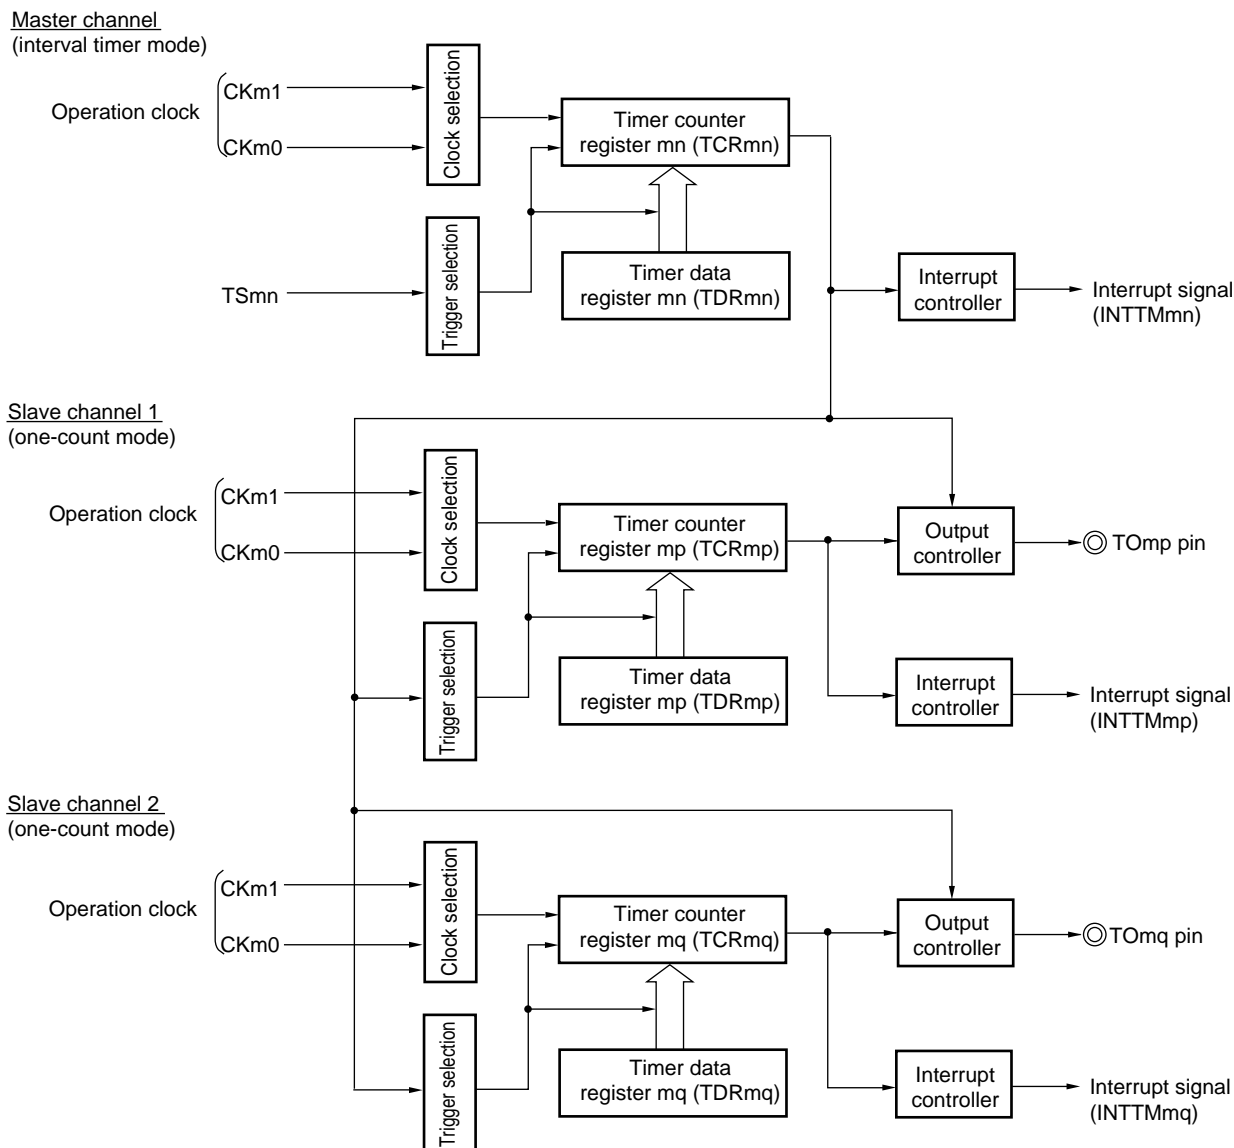 Master channel
(interval timer mode)
Operation clock
CKm1
CKm0
Clock selection
Timer counter
register mn (TCRmn)
TSmn
Trigger selection
Timer data
register mn (TDRmn)
Interrupt
controller
Interrupt signal
(INTTMmn)
Slave channel 1
(one-count mode)
Operation clock
CKm1
CKm0
Clock selection
Timer counter
register mp (TCRmp)
Output
controller
TOmp pin
Trigger selection
Timer data
register mp (TDRmp)
Interrupt
controller
Interrupt signal
(INTTMmp)
Slave channel 2
(one-count mode)
Operation clock
CKm1
CKm0
Clock selection
Timer counter
register mq (TCRmq)
Output
controller
TOmq pin
Trigger selection
Timer data
register mq (TDRmq)
Interrupt
controller
Interrupt signal
(INTTMmq)